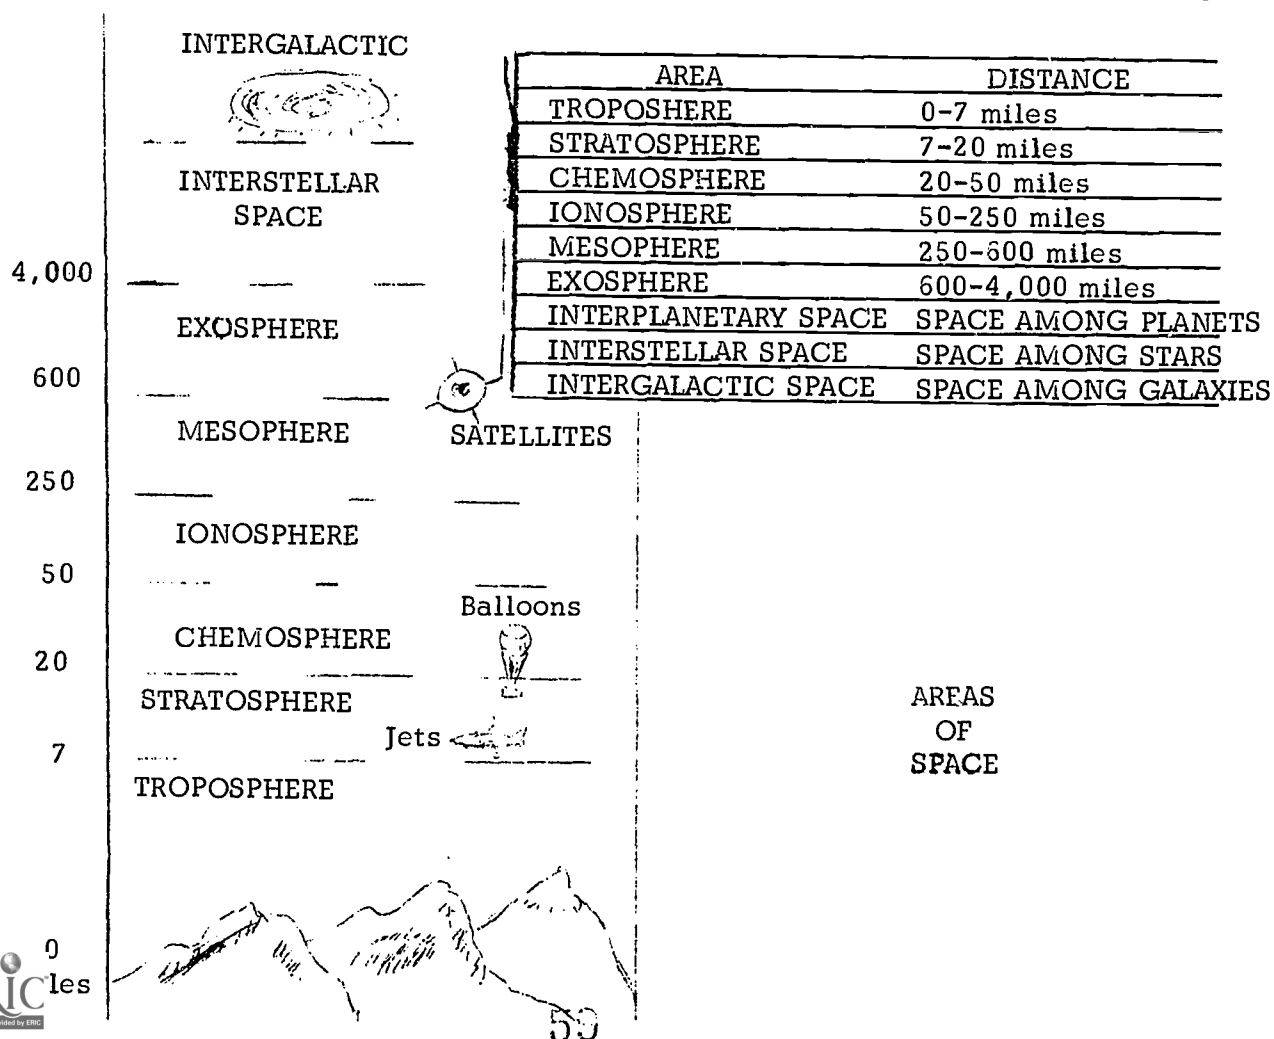 INTERGALACTIC
INTERSTELLAR
SPACE
4,000
EXOSPHERE
600
MESOPHERE
SATELLITES
250
IONOSPHERE
50
Balloons
CHEMOSPHERE
20
STRATOSPHERE
Jets
7
TROPOSPHERE
0
les
AREA DISTANCE
TROPOSHERE 0-7 miles
STRATOSPHERE 7-20 miles
CHEMOSPHERE 20-50 miles
IONOSPHERE 50-250 miles
MESOPHERE 250-600 miles
EXOSPHERE 600-4,000 miles
INTERPLANETARY SPACE SPACE AMONG PLANETS
INTERSTELLAR SPACE SPACE AMONG STARS
INTERGALACTIC SPACE SPACE AMONG GALAXIES
AREAS
OF
SPACE
59